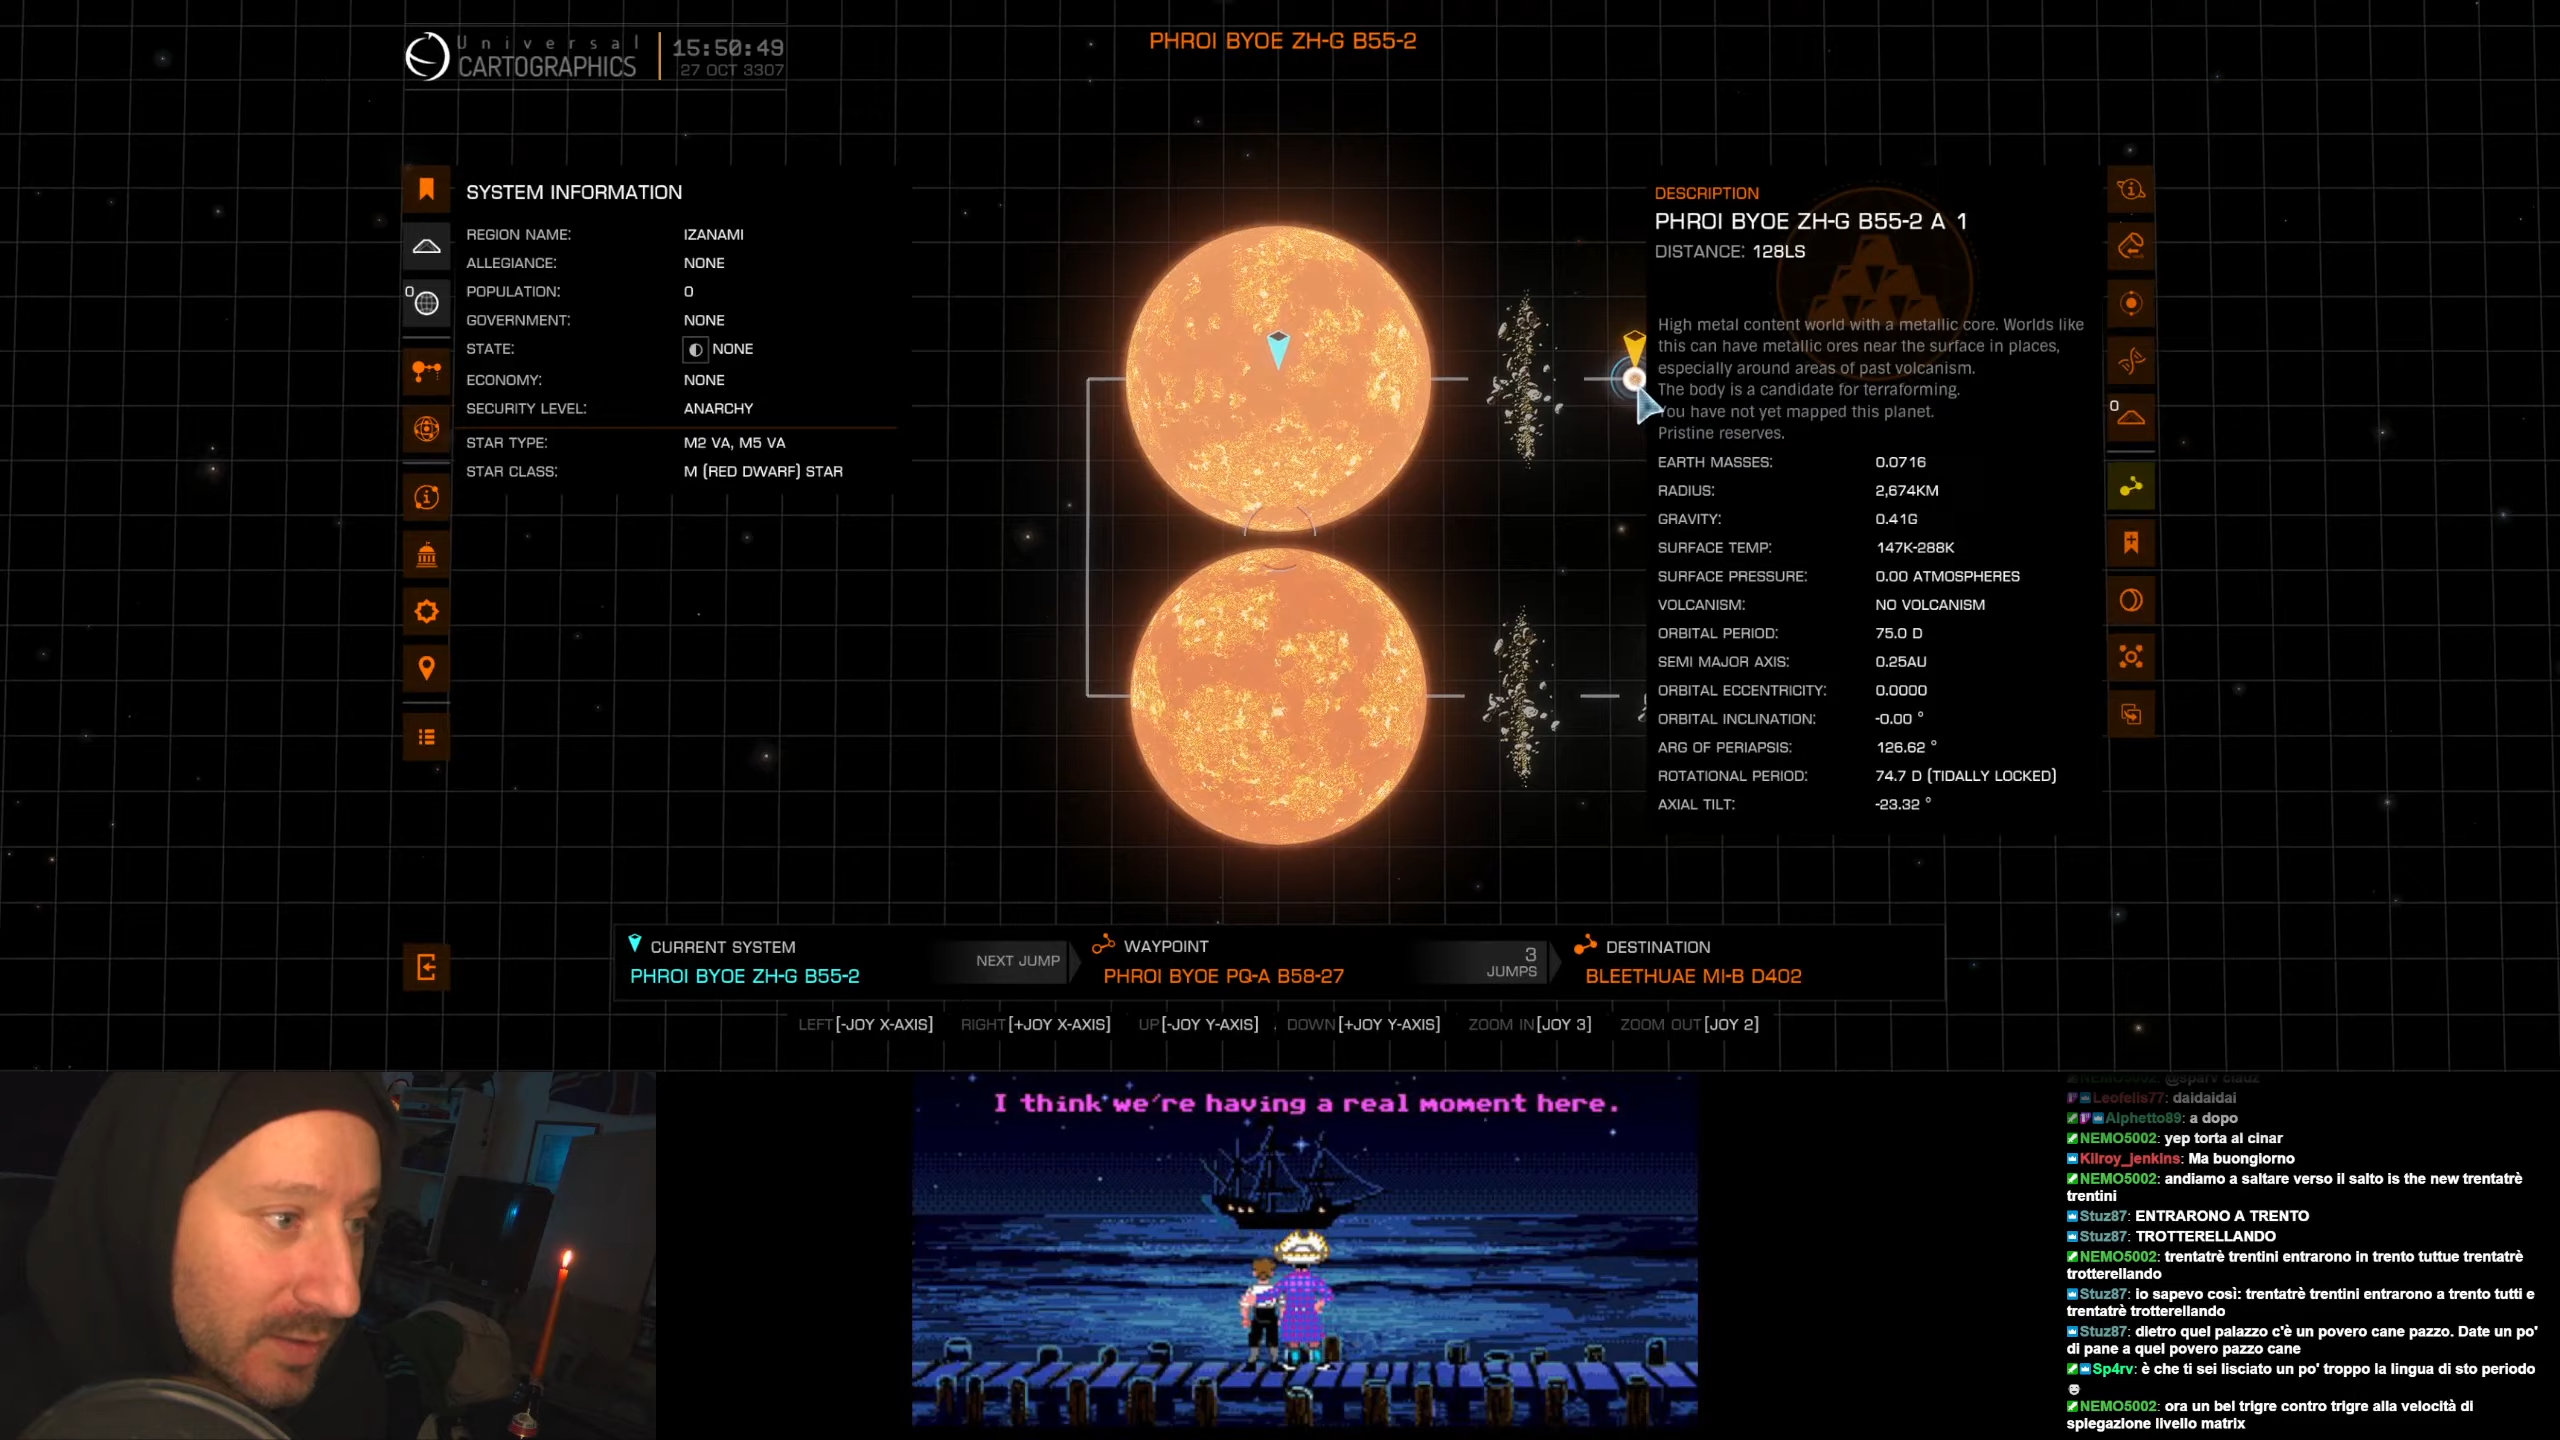 Universal
CARTOGRAPHICS
15:50:49
27 OCT 3307
PHROI BYOE ZH-G B55-2
SYSTEM INFORMATION
REGION NAME: IZANAMI
ALLEGIANCE: NONE
POPULATION: 0
GOVERNMENT: NONE
STATE: NONE
ECONOMY: NONE
SECURITY LEVEL: ANARCHY
STAR TYPE: M2 VA, M5 VA
STAR CLASS: M (RED DWARF) STAR
0
DESCRIPTION
PHROI BYOE ZH-G B55-2 A 1
DISTANCE: 128LS
High metal content world with a metallic core. Worlds like
this can have metallic ores near the surface in places,
especially around areas of past volcanism.
The body is a candidate for terraforming.
You have not yet mapped this planet.
Pristine reserves.
EARTH MASSES: 0.0716
RADIUS: 2,674KM
GRAVITY: 0.41G
SURFACE TEMP: 147K-288K
SURFACE PRESSURE: 0.00 ATMOSPHERES
VOLCANISM: NO VOLCANISM
ORBITAL PERIOD: 75.0 D
SEMI MAJOR AXIS: 0.25AU
ORBITAL ECCENTRICITY: 0.0000
ORBITAL INCLINATION: -0.00 °
ARG OF PERIAPSIS: 126.62 °
ROTATIONAL PERIOD: 74.7 D (TIDALLY LOCKED)
AXIAL TILT: -23.32 °
0
CURRENT SYSTEM
PHROI BYOE ZH-G B55-2
NEXT JUMP
WAYPOINT
PHROI BYOE PQ-A B58-27
3
JUMPS
DESTINATION
BLEETHUAE MI-B D402
LEFT [-JOY X-AXIS] RIGHT [+JOY X-AXIS] UP [-JOY Y-AXIS] DOWN [+JOY Y-AXIS] ZOOM IN [JOY 3] ZOOM OUT [JOY 2]
I think we're having a real moment here.
NEMO5002: @sparv
Leofelis77: daidaidai
Alphetto89: a dopo
NEMO5002: yep torta al cinar
Kilroy_jenkins: Ma buongiorno
NEMO5002: andiamo a saltare verso il salto is the new trentatrè
trentini
Stuz87: ENTRARONO A TRENTO
Stuz87: TROTTERELLANDO
NEMO5002: trentatrè trentini entrarono in trento tuttue trentatrè
trotterellando
Stuz87: io sapevo così: trentatrè trentini entrarono a trento tutti e
trentatrè trotterellando
Stuz87: dietro quel palazzo c'è un povero cane pazzo. Date un po'
di pane a quel povero pazzo cane
Sp4rv: è che ti sei lisciato un po' troppo la lingua di sto periodo
NEMO5002: ora un bel trigre contro trigre alla velocità di
spiegazione livello matrix